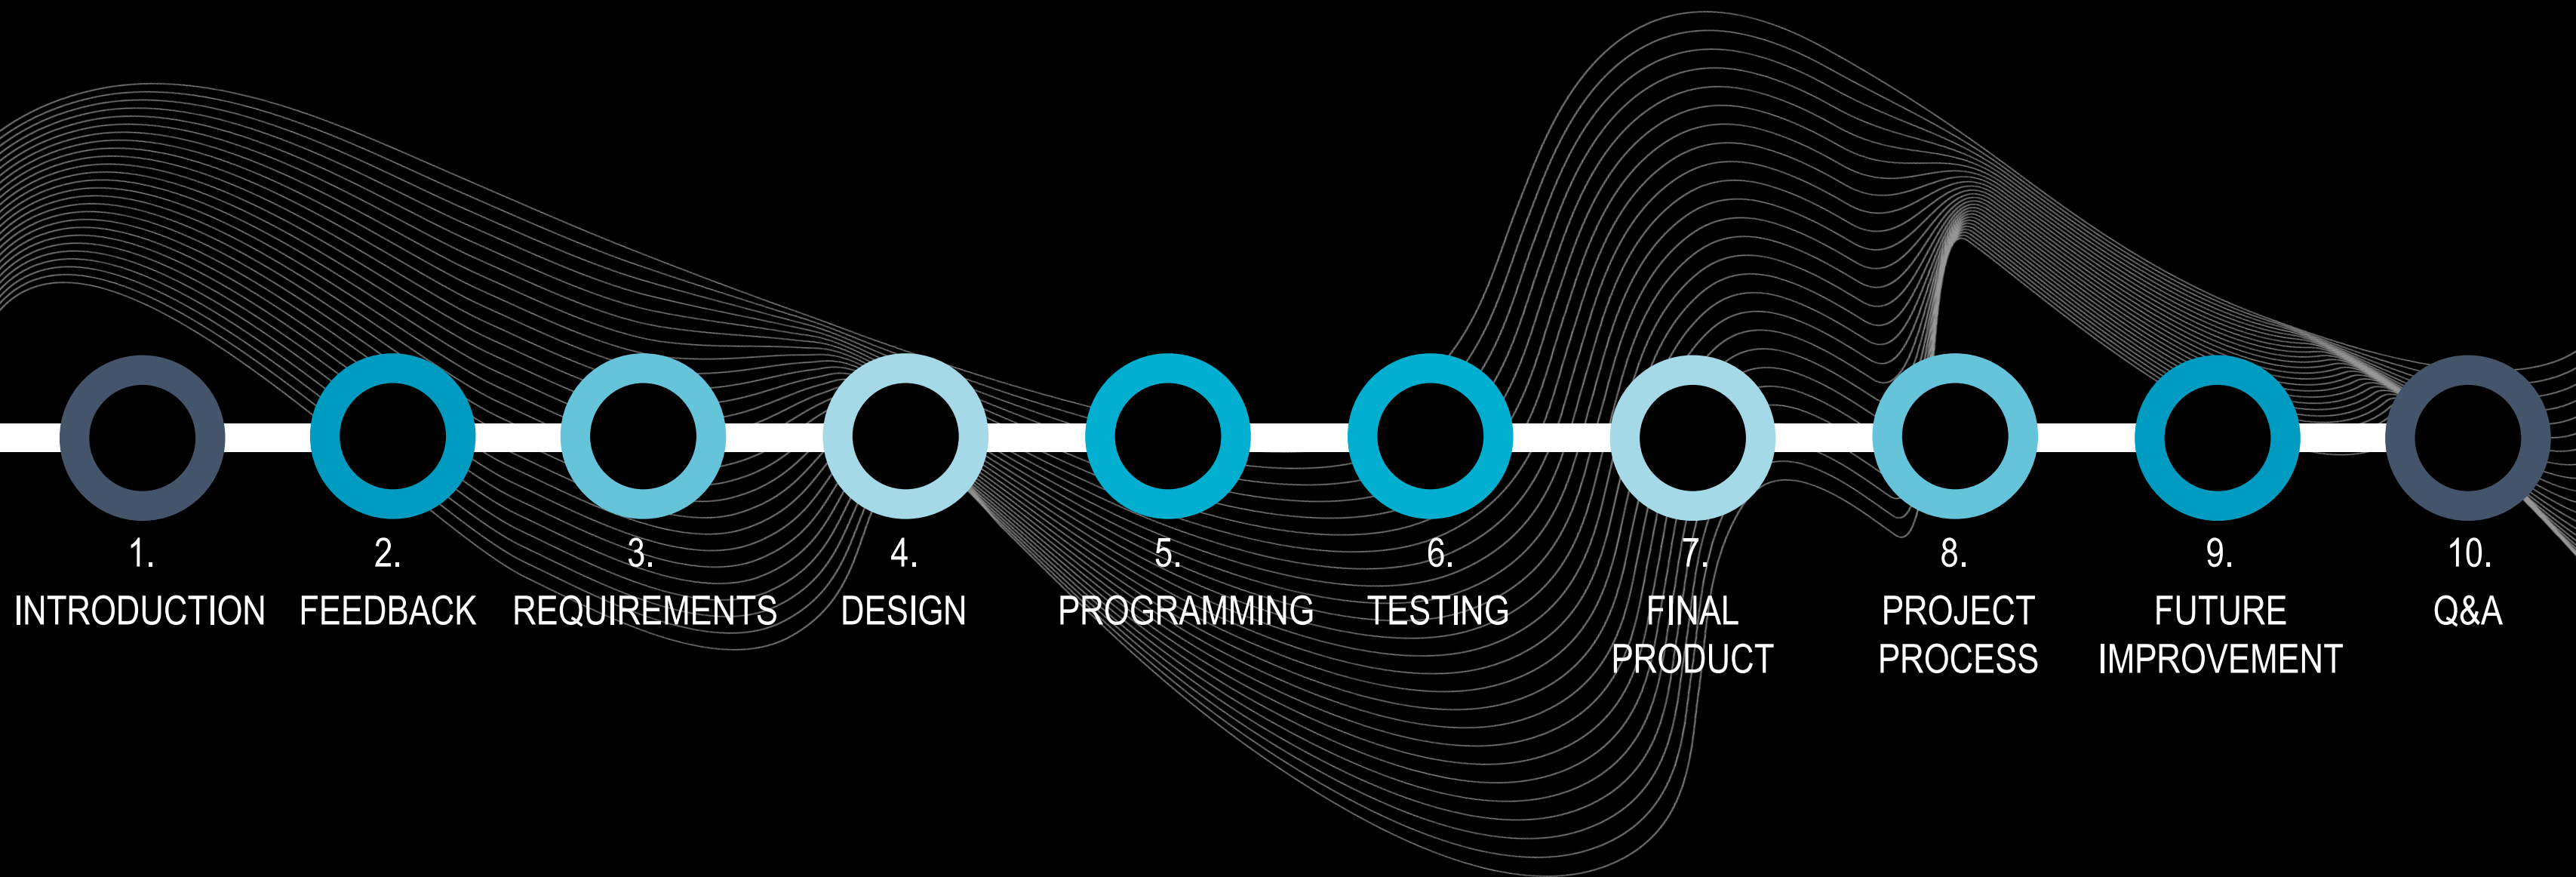 1.
INTRODUCTION
2.
FEEDBACK
3.
REQUIREMENTS
4.
DESIGN
5.
PROGRAMMING
6.
TESTING
7.
FINAL
PRODUCT
8.
PROJECT
PROCESS
9.
FUTURE
IMPROVEMENT
10.
Q&A